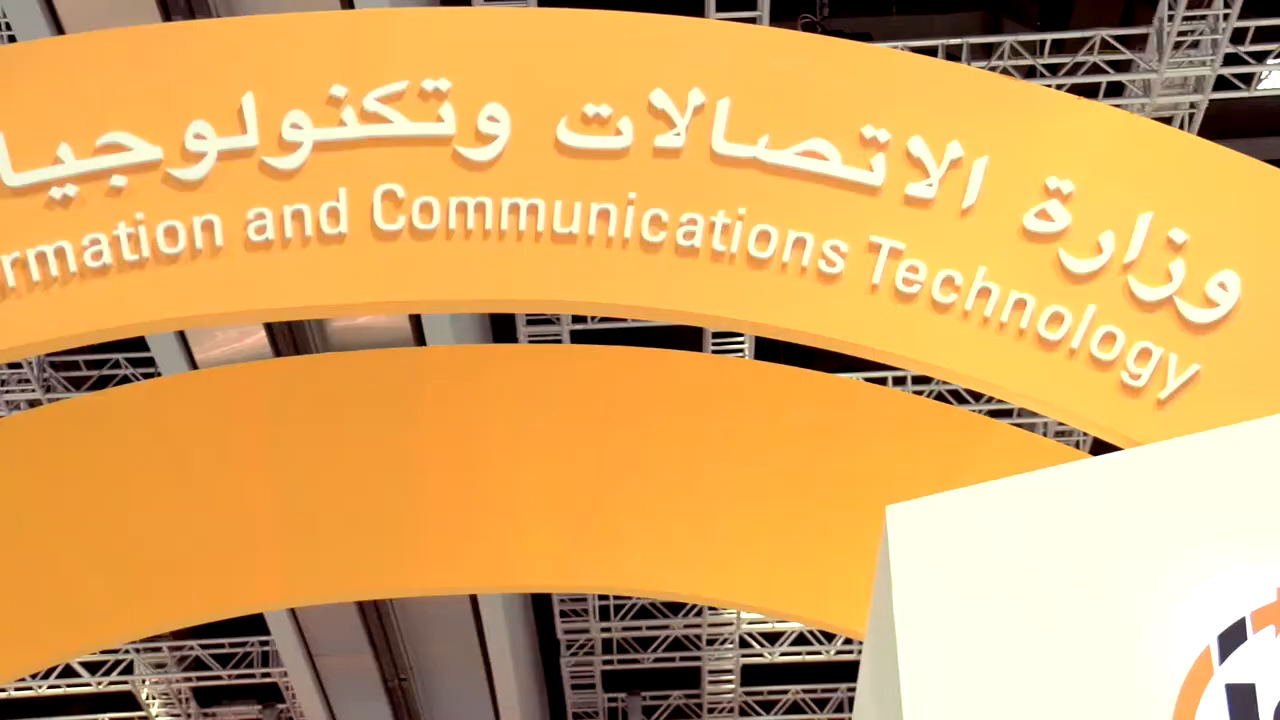 وزارة الاتصالات وتكنولوجيا
rmation and Communications Technology